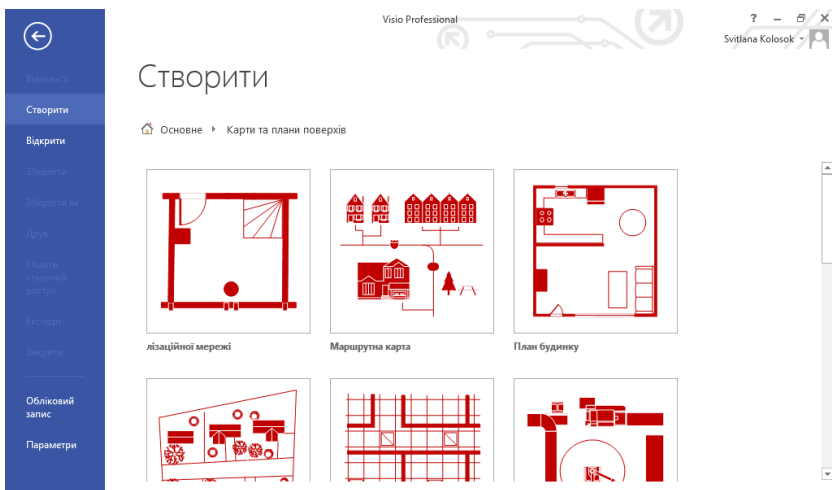 Visio Professional
?
Svitlana Kolosok
Відомості
Створити
Відкрити
Зберегти
Зберегти як
Друк
Надати
спільний
доступ
Експорт
Закрити
Обліковий
запис
Параметри
Створити
Основне
Карти та плани поверхів
лізаційної мережі
Маршрутна карта
План будинку